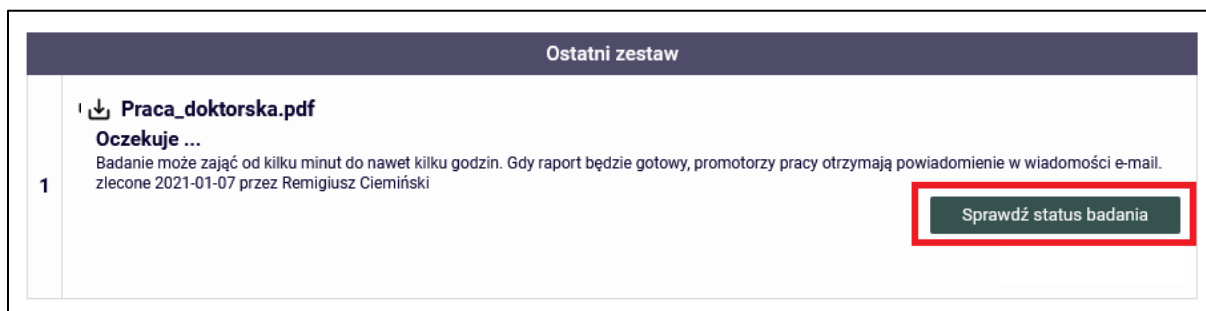 Ostatni zestaw
Praca_doktorska.pdf
Oczekuje ...
Badanie może zająć od kilku minut do nawet kilku godzin. Gdy raport będzie gotowy, promotorzy pracy otrzymają powiadomienie w wiadomości e-mail.
1
zlecone 2021-01-07 przez Remigiusz Ciemiński
Sprawdź status badania